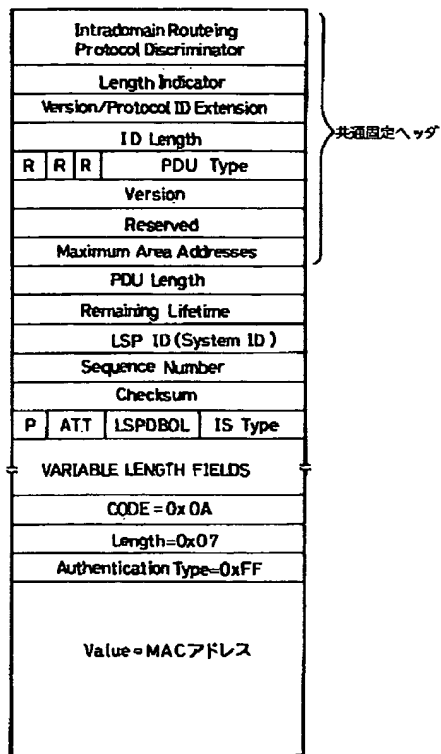 Intradomain Routeing
Protocol Discriminator
Length Indicator
Version/Protocol ID Extension
ID Length
R R R PDU Type
Version
Reserved
Maximum Area Addresses
共通固定ヘッダ
PDU Length
Remaining Lifetime
LSP ID (System ID)
Sequence Number
Checksum
P ATT LSPDBOL IS Type
VARIABLE LENGTH FIELDS
CODE=0x0A
Length=0x07
Authentication Type=0xFF
Value=MACアドレス